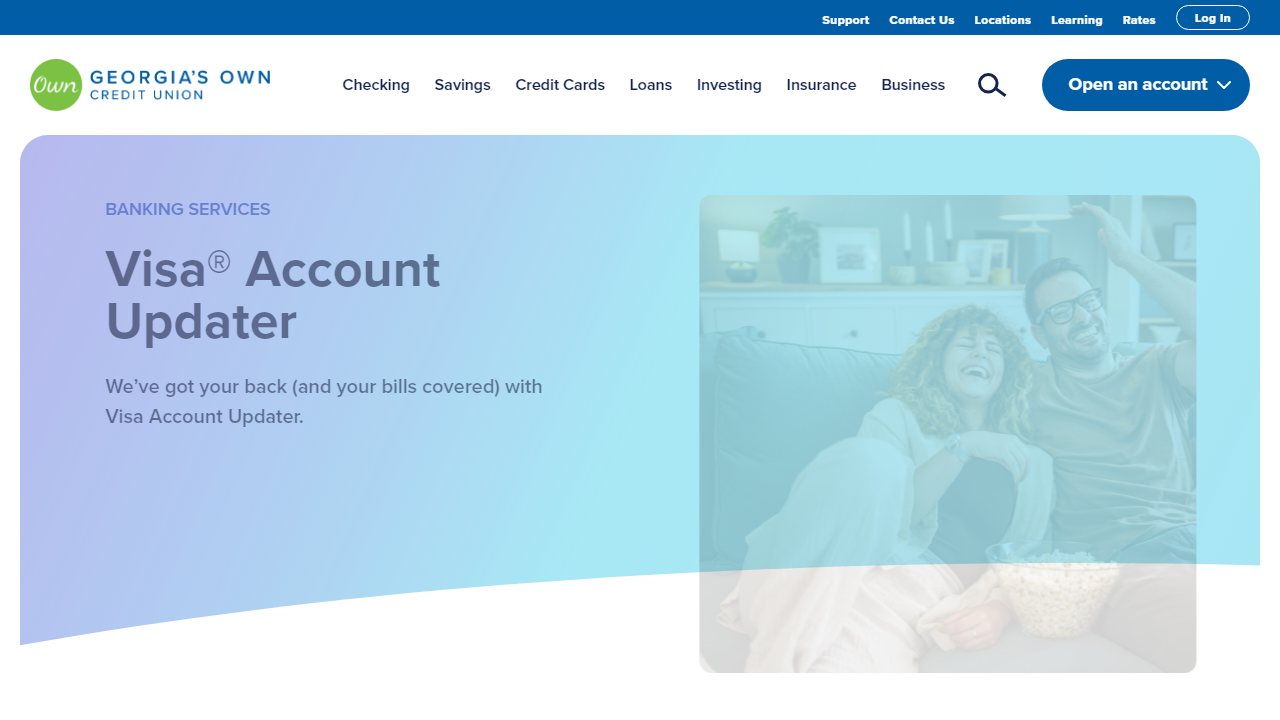 Support Contact Us Locations Learning Rates Log In
Own GEORGIA'S OWN
CREDIT UNION
Checking Savings Credit Cards Loans Investing Insurance Business Open an account
BANKING SERVICES
Visa® Account
Updater
We've got your back (and your bills covered) with
Visa Account Updater.